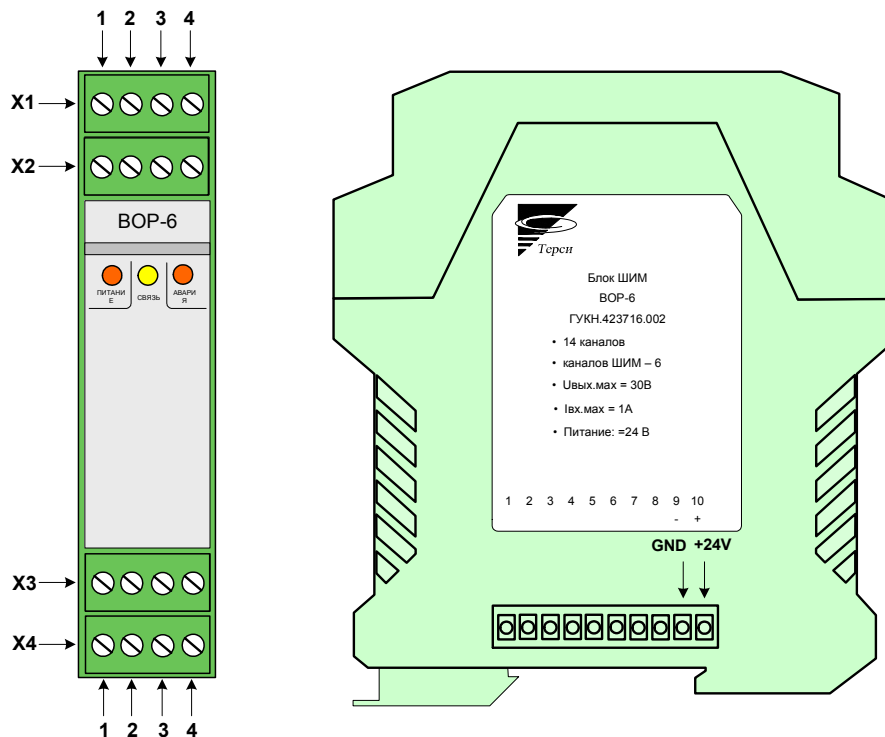 1 2 3 4
X1
X2
ВОР-6
ПИТАНИ
Е
СВЯЗЬ
АВАРИ
Я
X3
X4
1 2 3 4
Терси
Блок ШИМ
ВОР-6
ГУКН.423716.002
• 14 каналов
• каналов ШИМ – 6
• Uвых.max = 30В
• Iвх.max = 1А
• Питание: =24 В
1 2 3 4 5 6 7 8 9 10
- +
GND +24V